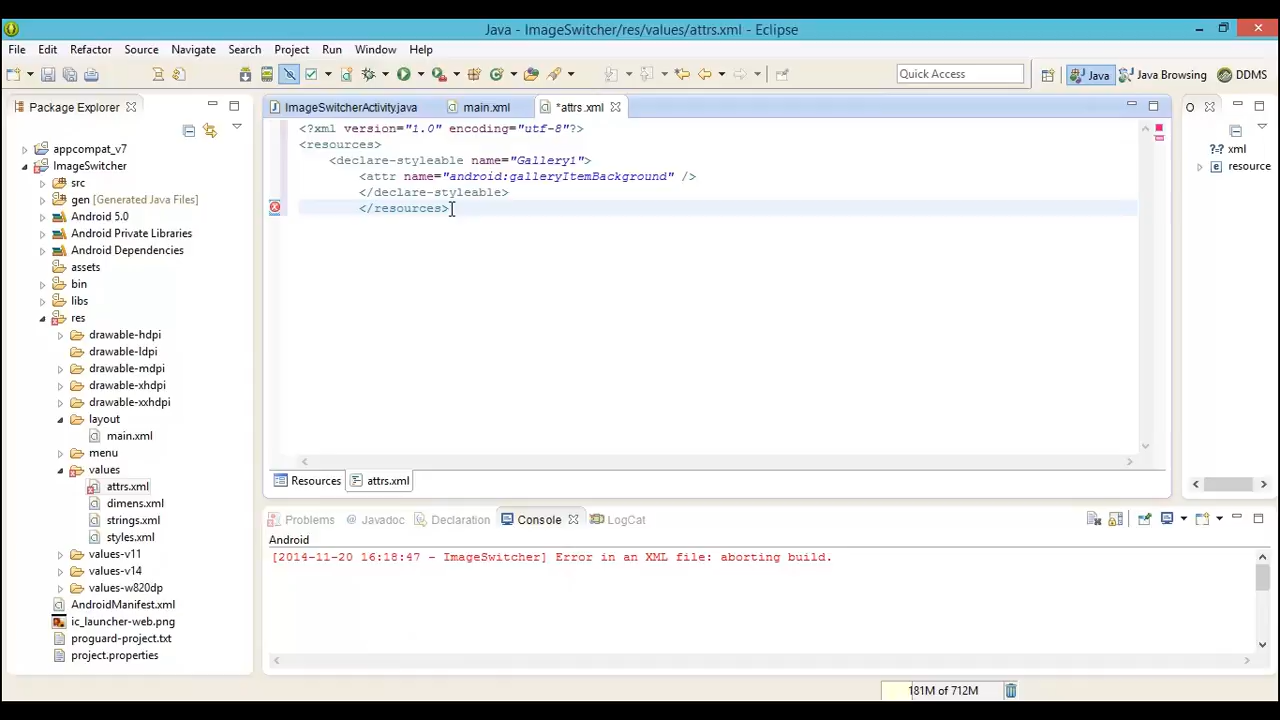 Java - ImageSwitcher/res/values/attrs.xml - Eclipse
File Edit Refactor Source Navigate Search Project Run Window Help
Quick Access Java Java Browsing DDMS
Package Explorer ImageSwitcherActivity.java main.xml *attrs.xml O
appcompat_v7
ImageSwitcher
src
gen [Generated Java Files]
Android 5.0
Android Private Libraries
Android Dependencies
assets
bin
libs
res
drawable-hdpi
drawable-ldpi
drawable-mdpi
drawable-xhdpi
drawable-xxhdpi
layout
main.xml
menu
values
attrs.xml
dimens.xml
strings.xml
styles.xml
values-v11
values-v14
values-w820dp
AndroidManifest.xml
ic_launcher-web.png
proguard-project.txt
project.properties
<?xml version="1.0" encoding="utf-8"?>
<resources>
<declare-styleable name="Gallery1">
<attr name="android:galleryItemBackground" />
</declare-styleable>
</resources>
Resources attrs.xml
?-? xml
e resource
Problems @ Javadoc Declaration Console LogCat
Android
[2014-11-20 16:18:47 - ImageSwitcher] Error in an XML file: aborting build.
181M of 712M